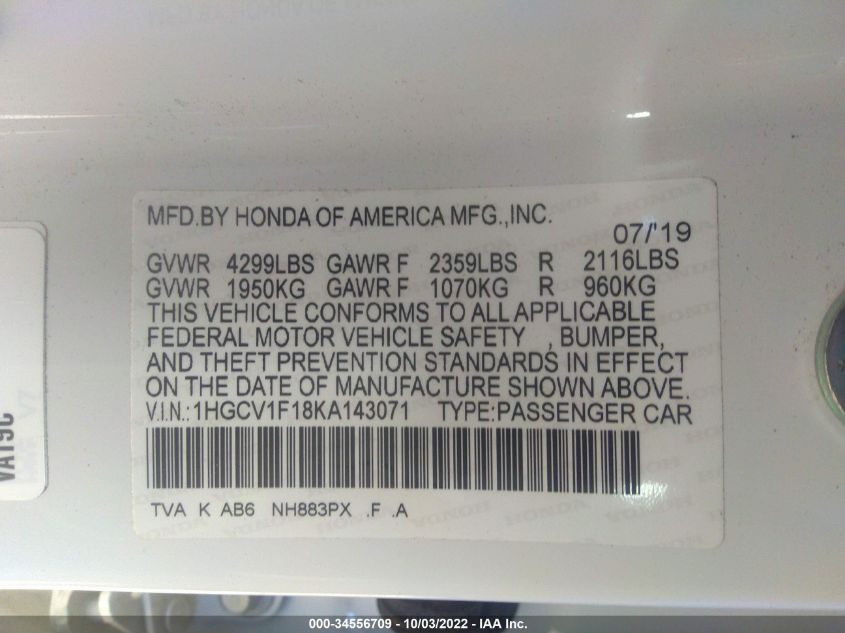 MFD.BY HONDA OF AMERICA MFG.,INC.
07/'19
GVWR 4299LBS GAWR F 2359LBS R 2116LBS
GVWR 1950KG GAWR F 1070KG R 960KG
THIS VEHICLE CONFORMS TO ALL APPLICABLE
FEDERAL MOTOR VEHICLE SAFETY , BUMPER,
AND THEFT PREVENTION STANDARDS IN EFFECT
ON THE DATE OF MANUFACTURE SHOWN ABOVE.
V.I.N.:1HGCV1F18KA143071 TYPE:PASSENGER CAR
TVA K AB6 NH883PX .F .A
VAT9C
000-34556709 - 10/03/2022 - IAA Inc.